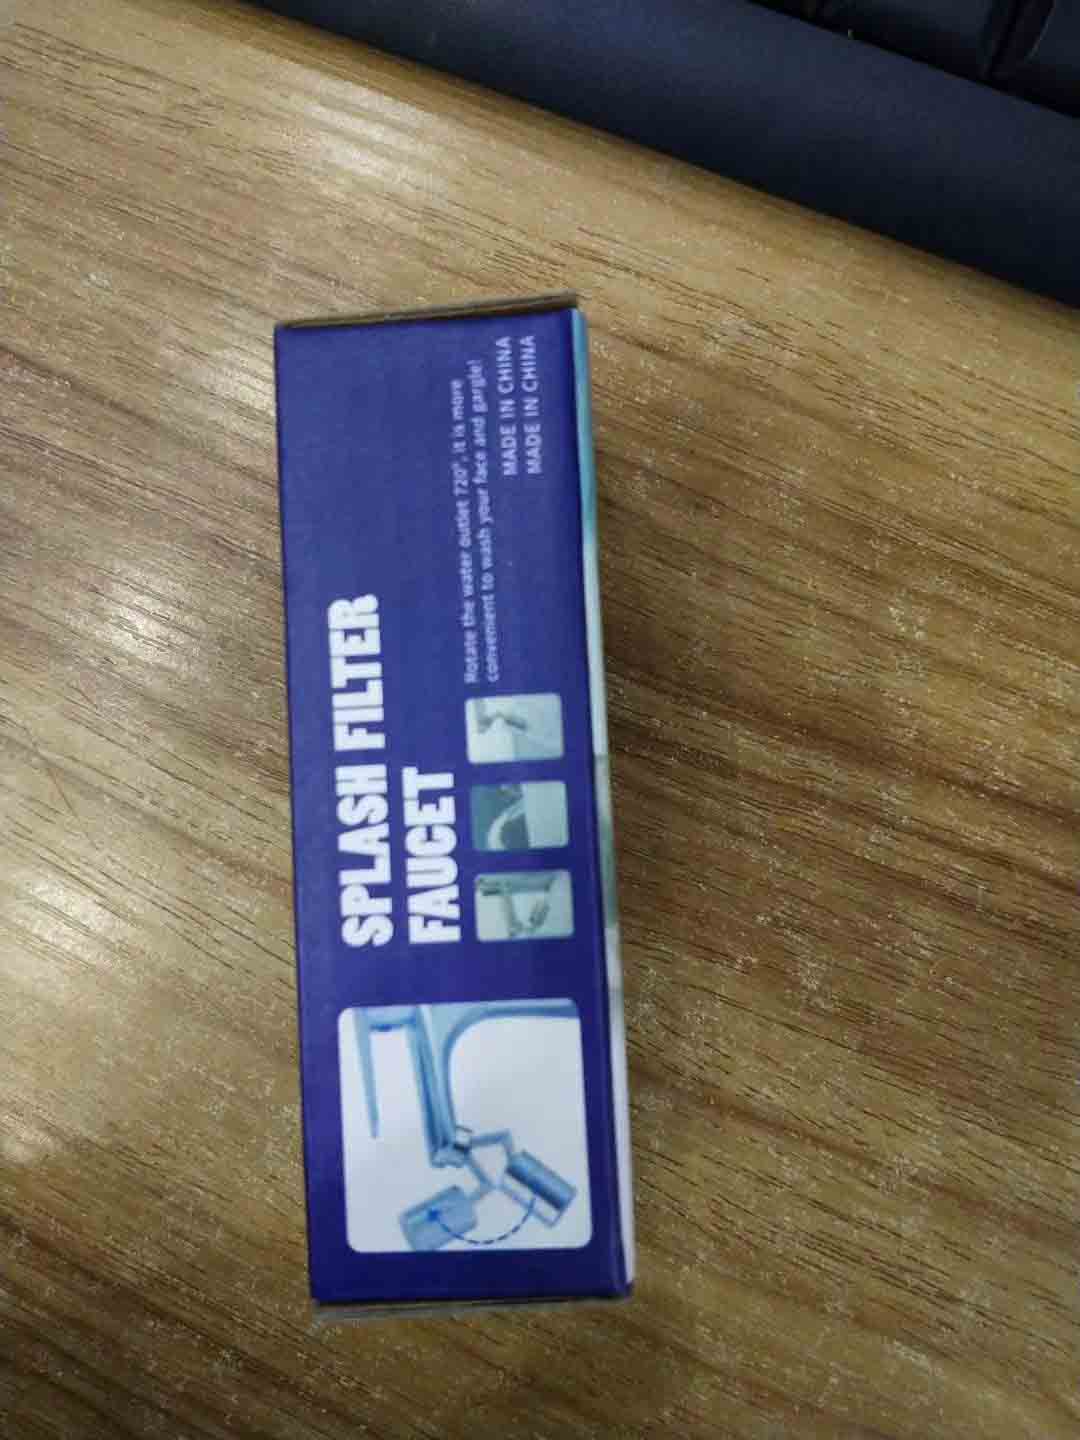 SPLASH FILTER
FAUCET
Rotate the water outlet 720°, it is more
convenient to wash your face and gargle!
MADE IN CHINA
MADE IN CHINA